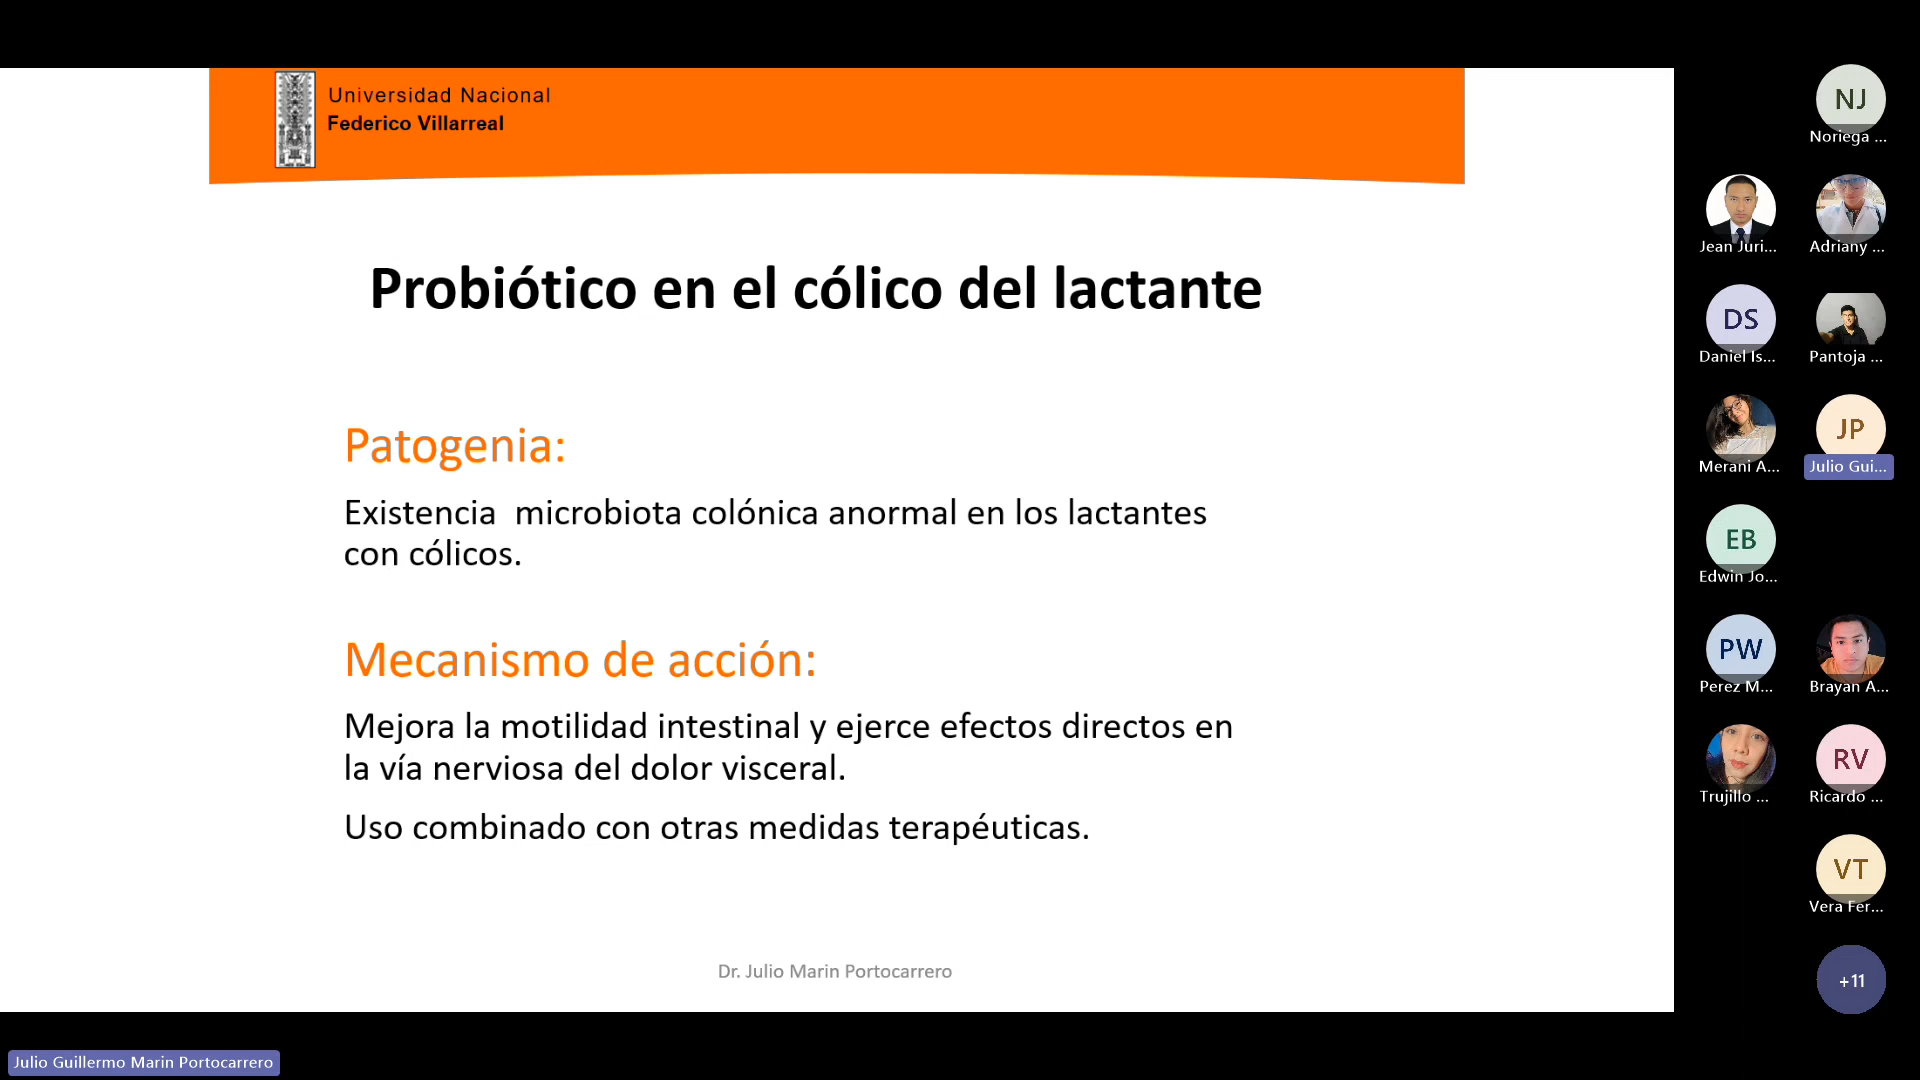 Universidad Nacional
Federico Villarreal
Probiótico en el cólico del lactante
Patogenia:
Existencia microbiota colónica anormal en los lactantes
con cólicos.
Mecanismo de acción:
Mejora la motilidad intestinal y ejerce efectos directos en
la vía nerviosa del dolor visceral.
Uso combinado con otras medidas terapéuticas.
Dr. Julio Marin Portocarrero
Julio Guillermo Marin Portocarrero
NJ
Noriega ...
Jean Juri...
Adriany ...
DS
Daniel Is...
Pantoja ...
Merani A...
JP
Julio Gui...
EB
Edwin Jo...
PW
Perez M...
Brayan A...
Trujillo ...
RV
Ricardo ...
VT
Vera Fer...
+11